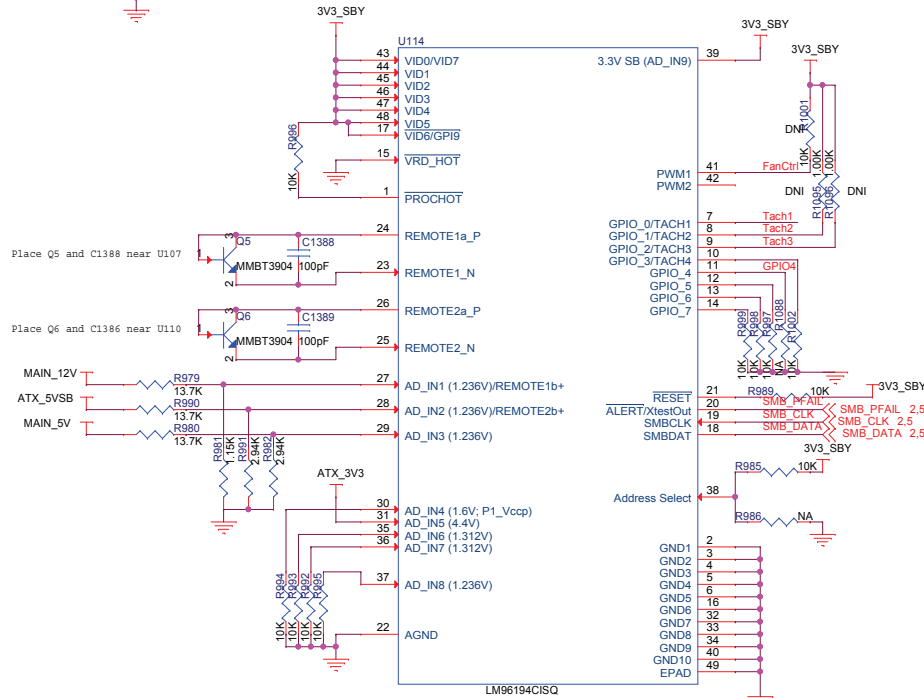 3V3_SBY
U114
43 VID0/VID7
44 VID1
45 VID2
46 VID3
47 VID4
48 VID5
17 VID6/GPI9
R996
10K
15 VRD_HOT
1 PROCHOT
24 REMOTE1a_P
Q5
3
1
2
MMBT3904
C1388
100pF
Place Q5 and C1388 near U107
23 REMOTE1_N
26 REMOTE2a_P
Q6
3
1
2
MMBT3904
C1389
100pF
Place Q6 and C1386 near U110
25 REMOTE2_N
MAIN_12V
R979
13.7K
27 AD_IN1 (1.236V)/REMOTE1b+
ATX_5VSB
R990
13.7K
28 AD_IN2 (1.236V)/REMOTE2b+
MAIN_5V
R980
13.7K
29 AD_IN3 (1.236V)
R981
1.15K
R991
2.94K
R982
2.94K
ATX_3V3
30 AD_IN4 (1.6V; P1_Vccp)
31 AD_IN5 (4.4V)
35 AD_IN6 (1.312V)
36 AD_IN7 (1.312V)
37 AD_IN8 (1.236V)
R994
10K
R993
10K
R992
10K
R995
10K
22 AGND
LM96194CISQ
3V3_SBY
3.3V SB (AD_IN9) 39
3V3_SBY
R1001
DNI
10K
1.00K
1.00K
DNI
R1095
R1096
DNI
PWM1 41 FanCtrl
PWM2 42
GPIO_0/TACH1 7 Tach1
GPIO_1/TACH2 8 Tach2
GPIO_2/TACH3 9 Tach3
GPIO_3/TACH4 10
GPIO_4 11 GPIO4
GPIO_5 12
GPIO_6 13
GPIO_7 14
R999
10K
R998
10K
R997
10K
R1088
NA
R1002
10K
RESET 21 R989 10K 3V3_SBY
ALERT/XtestOut 20 SMB_PFAIL SMB_PFAIL 2,5
SMBCLK 19 SMB_CLK SMB_CLK 2,5
SMBDAT 18 SMB_DATA SMB_DATA 2,5
3V3_SBY
R985 10K
Address Select 38
R986 NA
GND1 2
GND2 3
GND3 4
GND4 5
GND5 6
GND6 16
GND7 32
GND8 33
GND9 34
GND10 40
EPAD 49